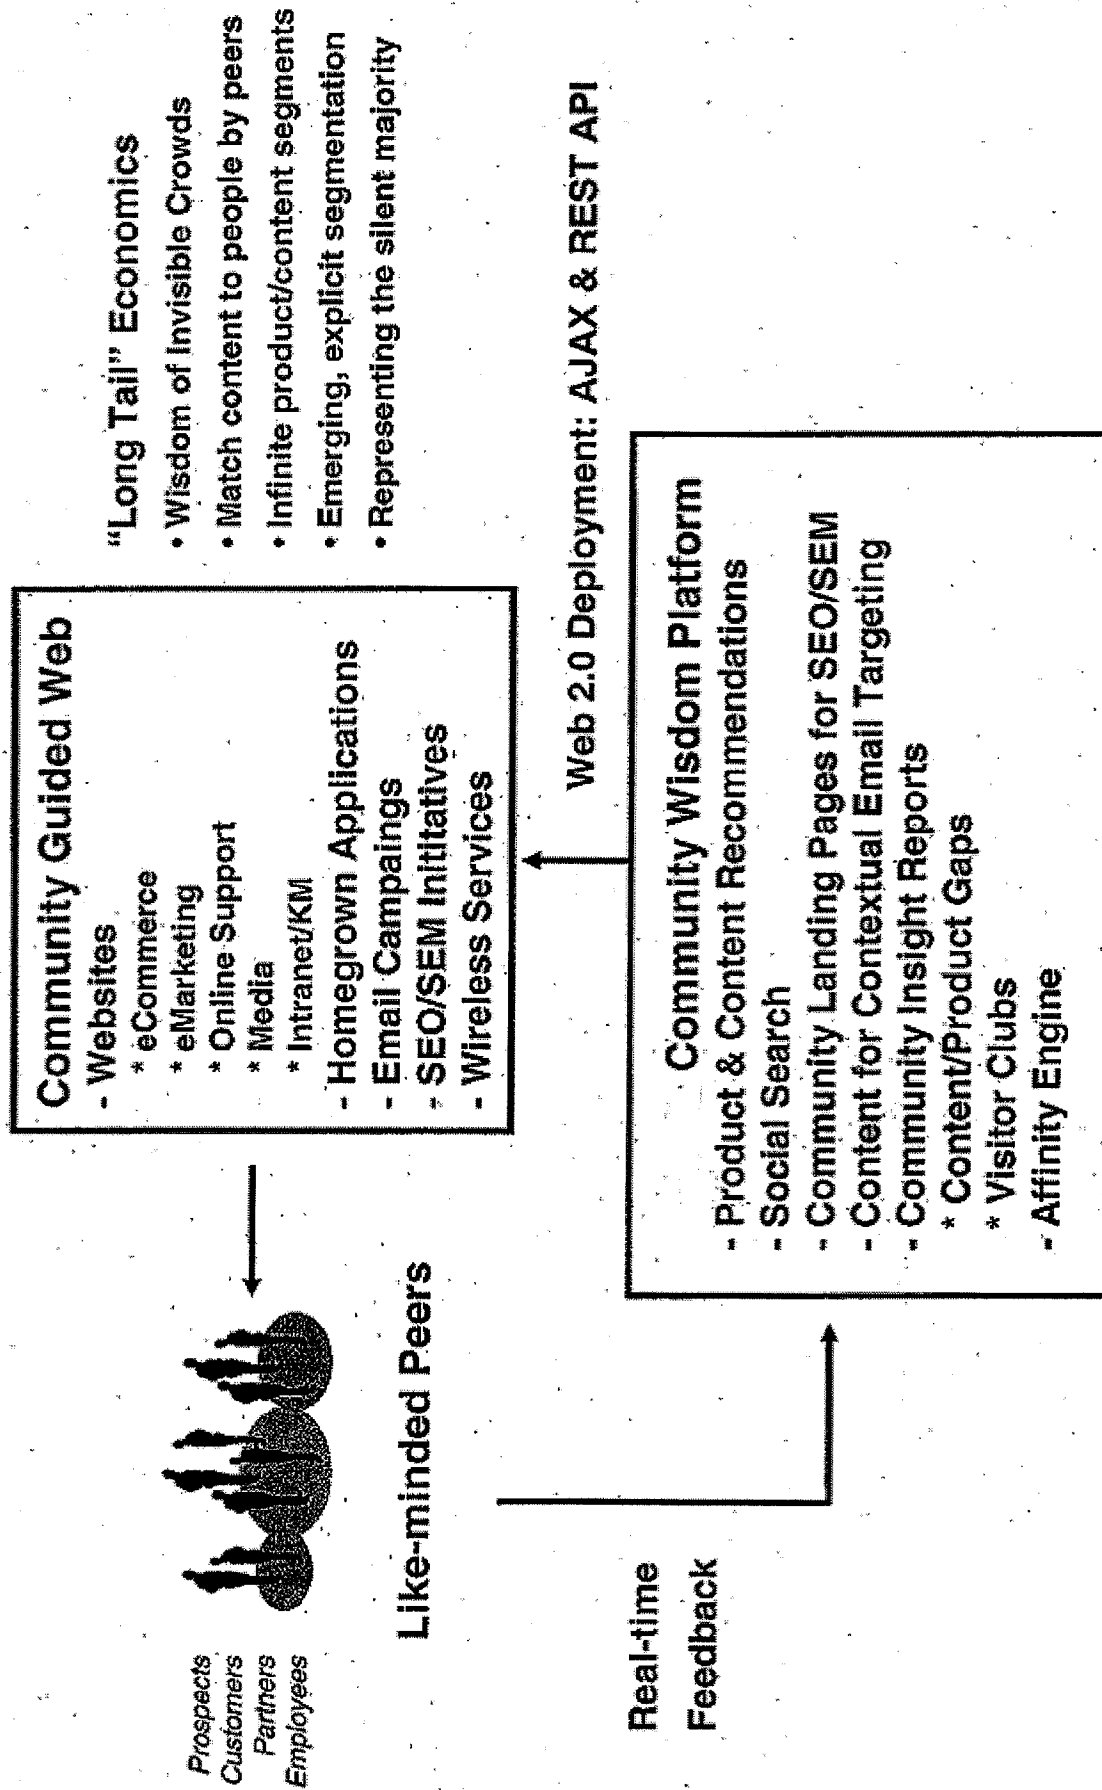 Prospects
Customers
Partners
Employees
Like-minded Peers
Community Guided Web
- Websites
* eCommerce
* eMarketing
* Online Support
* Media
* Intranet/KM
- Homegrown Applications
- Email Campaings
- SEO/SEM Inititatives
- Wireless Services
"Long Tail" Economics
• Wisdom of Invisible Crowds
• Match content to people by peers
• Infinite product/content segments
• Emerging, explicit segmentation
• Representing the silent majority
Real-time
Feedback
Web 2.0 Deployment: AJAX & REST API
Community Wisdom Platform
- Product & Content Recommendations
- Social Search
- Community Landing Pages for SEO/SEM
- Content for Contextual Email Targeting
- Community Insight Reports
* Content/Product Gaps
* Visitor Clubs
- Affinity Engine